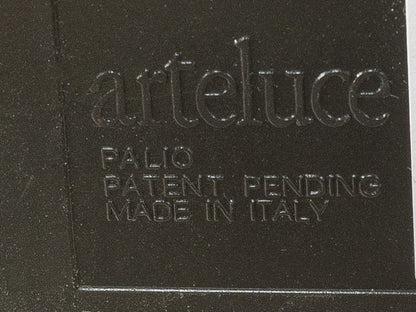 arteluce
PALIO
PATENT PENDING
MADE IN ITALY